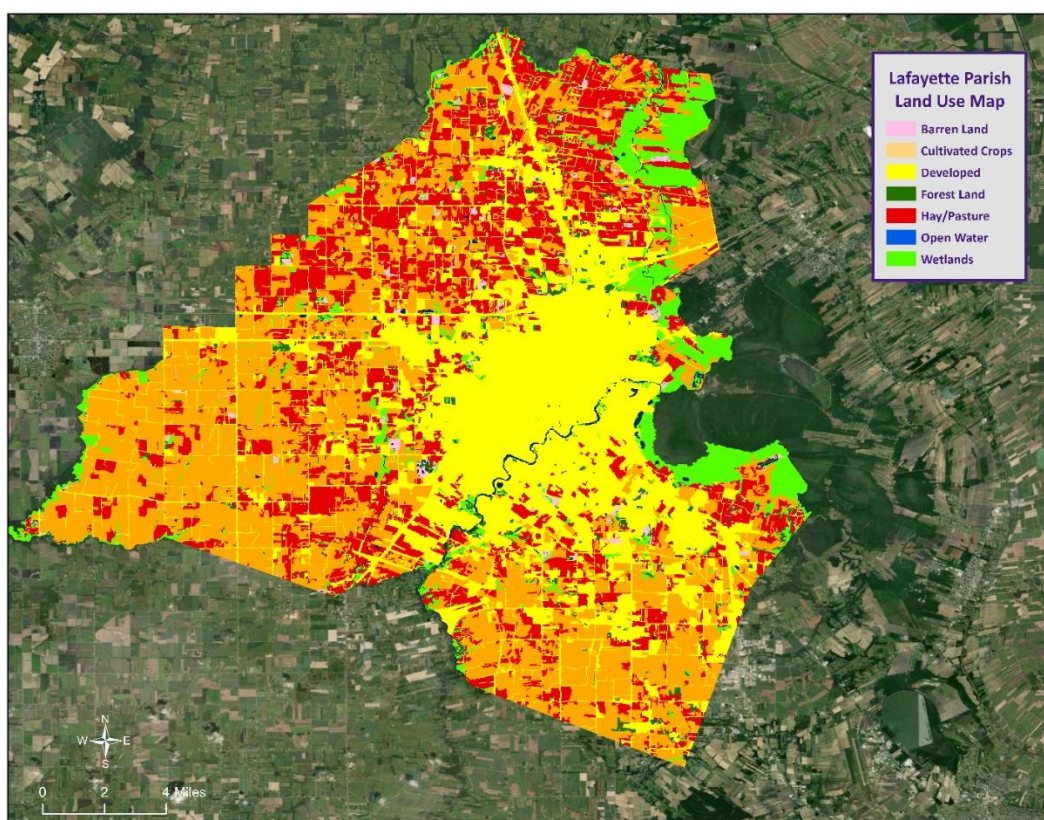 Lafayette Parish
Land Use Map
Barren Land
Cultivated Crops
Developed
Forest Land
Hay/Pasture
Open Water
Wetlands
N
W E
S
0 2 4 Miles